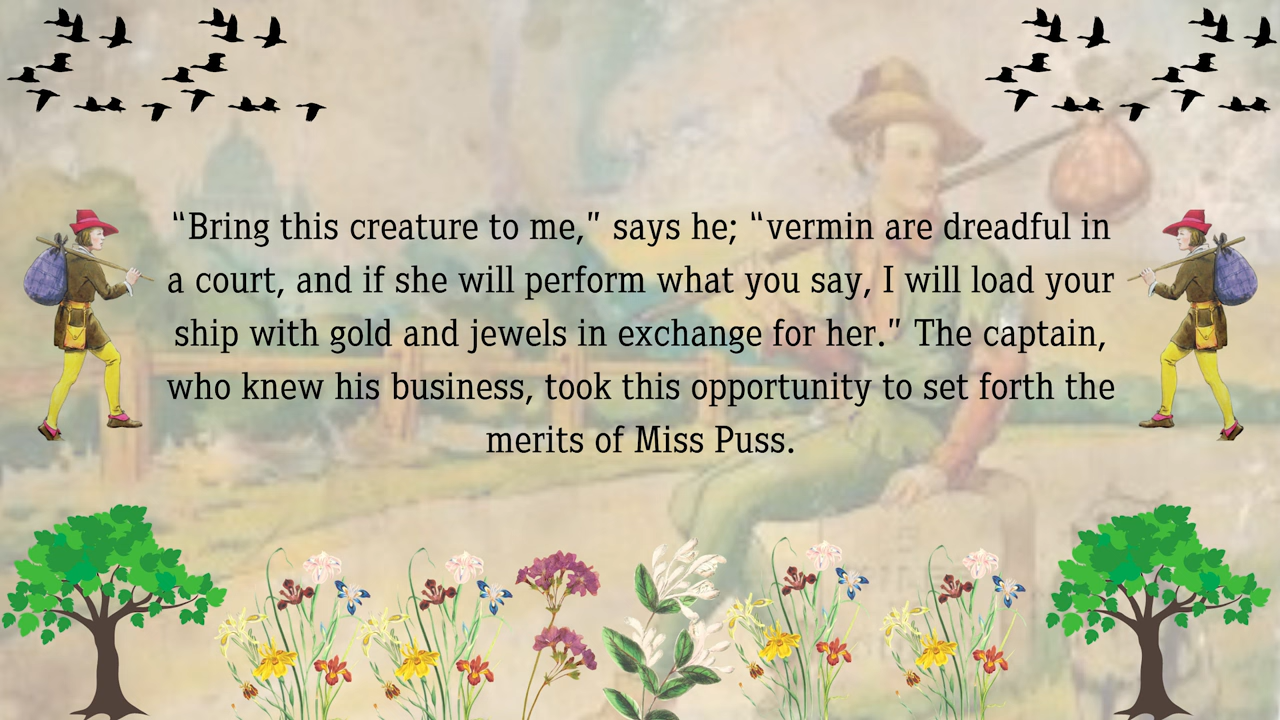 “Bring this creature to me,” says he; “vermin are dreadful in
a court, and if she will perform what you say, I will load your
ship with gold and jewels in exchange for her.” The captain,
who knew his business, took this opportunity to set forth the
merits of Miss Puss.